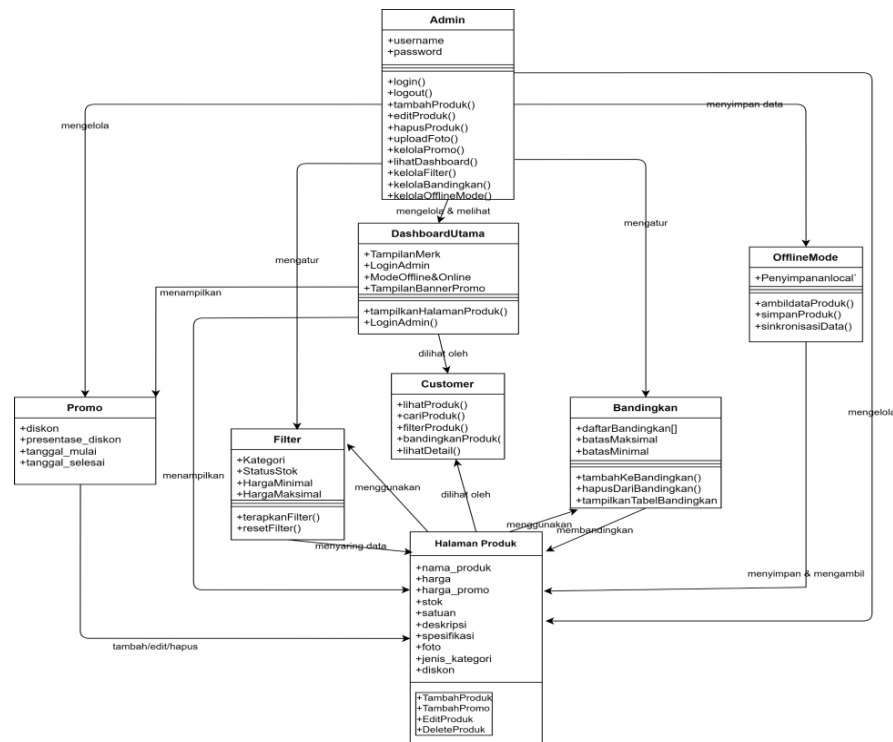 Admin
+username
+password
+login()
+logout()
+tambahProduk()
+editProduk()
+hapusProduk()
+uploadFoto()
+kelolaPromo()
+lihatDashboard()
+kelolaFilter()
+kelolaBandingkan()
+kelolaOfflineMode()
mengelola
menyimpan data
mengelola & melihat
mengatur
mengatur
DashboardUtama
+TampilanMerk
+LoginAdmin
+ModeOffline&Online
+TampilanBannerPromo
+tampilkanHalamanProduk()
+LoginAdmin()
OfflineMode
+Penyimpananlocal`
+ambildataProduk()
+simpanProduk()
+sinkronisasiData()
menampilkan
dilihat oleh
Customer
+lihatProduk()
+cariProduk()
+filterProduk()
+bandingkanProduk(
+lihatDetail()
Promo
+diskon
+presentase_diskon
+tanggal_mulai
+tanggal_selesai
Bandingkan
+daftarBandingkan[]
+batasMaksimal
+batasMinimal
+tambahKeBandingkan()
+hapusDariBandingkan()
+tampilkanTabelBandingkan
mengelola
Filter
+Kategori
+StatusStok
+HargaMinimal
+HargaMaksimal
+terapkanFilter()
+resetFilter()
menampilkan
menggunakan
dilihat oleh
menggunakan
membandingkan
menyaring data
Halaman Produk
+nama_produk
+harga
+harga_promo
+stok
+satuan
+deskripsi
+spesifikasi
+foto
+jenis_kategori
+diskon
+TambahProduk
+TambahPromo
+EditProduk
+DeleteProduk
menyimpan & mengambil
tambah/edit/hapus